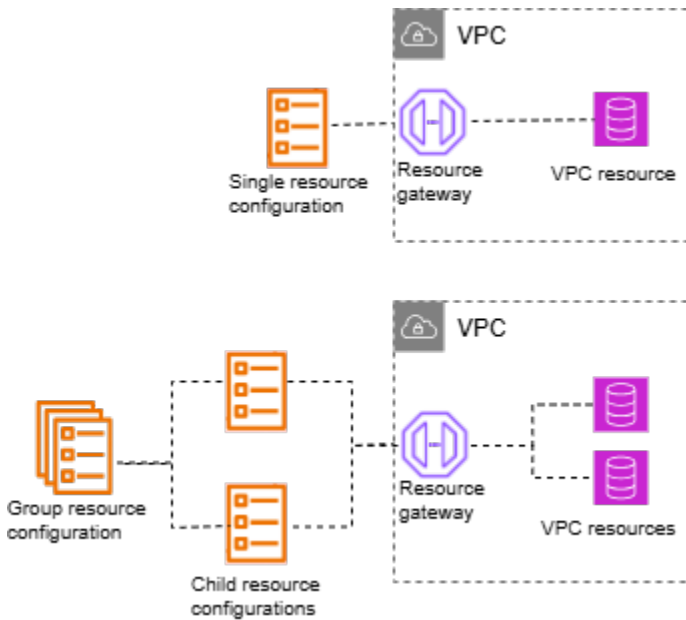 VPC
Single resource
configuration
Resource
gateway
VPC resource
VPC
Group resource
configuration
Child resource
configurations
Resource
gateway
VPC resources